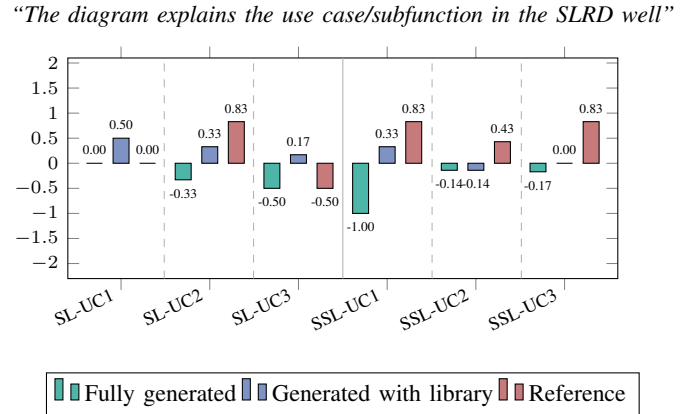 “The diagram explains the use case/subfunction in the SLRD well”
2
1.5
1
0.5
0
−0.5
−1
−1.5
−2
0.00 0.50 0.00
-0.33 0.33 0.83
-0.50 0.17 -0.50
-1.00 0.33 0.83
-0.14 -0.14 0.43
-0.17 0.00 0.83
SL-UC1 SL-UC2 SL-UC3 SSL-UC1 SSL-UC2 SSL-UC3
Fully generated Generated with library Reference